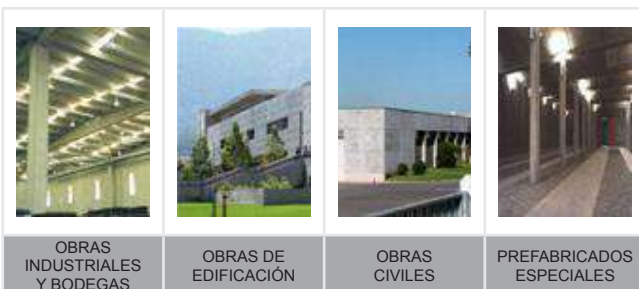 OBRAS
INDUSTRIALES
Y BODEGAS
OBRAS DE
EDIFICACIÓN
OBRAS
CIVILES
PREFABRICADOS
ESPECIALES